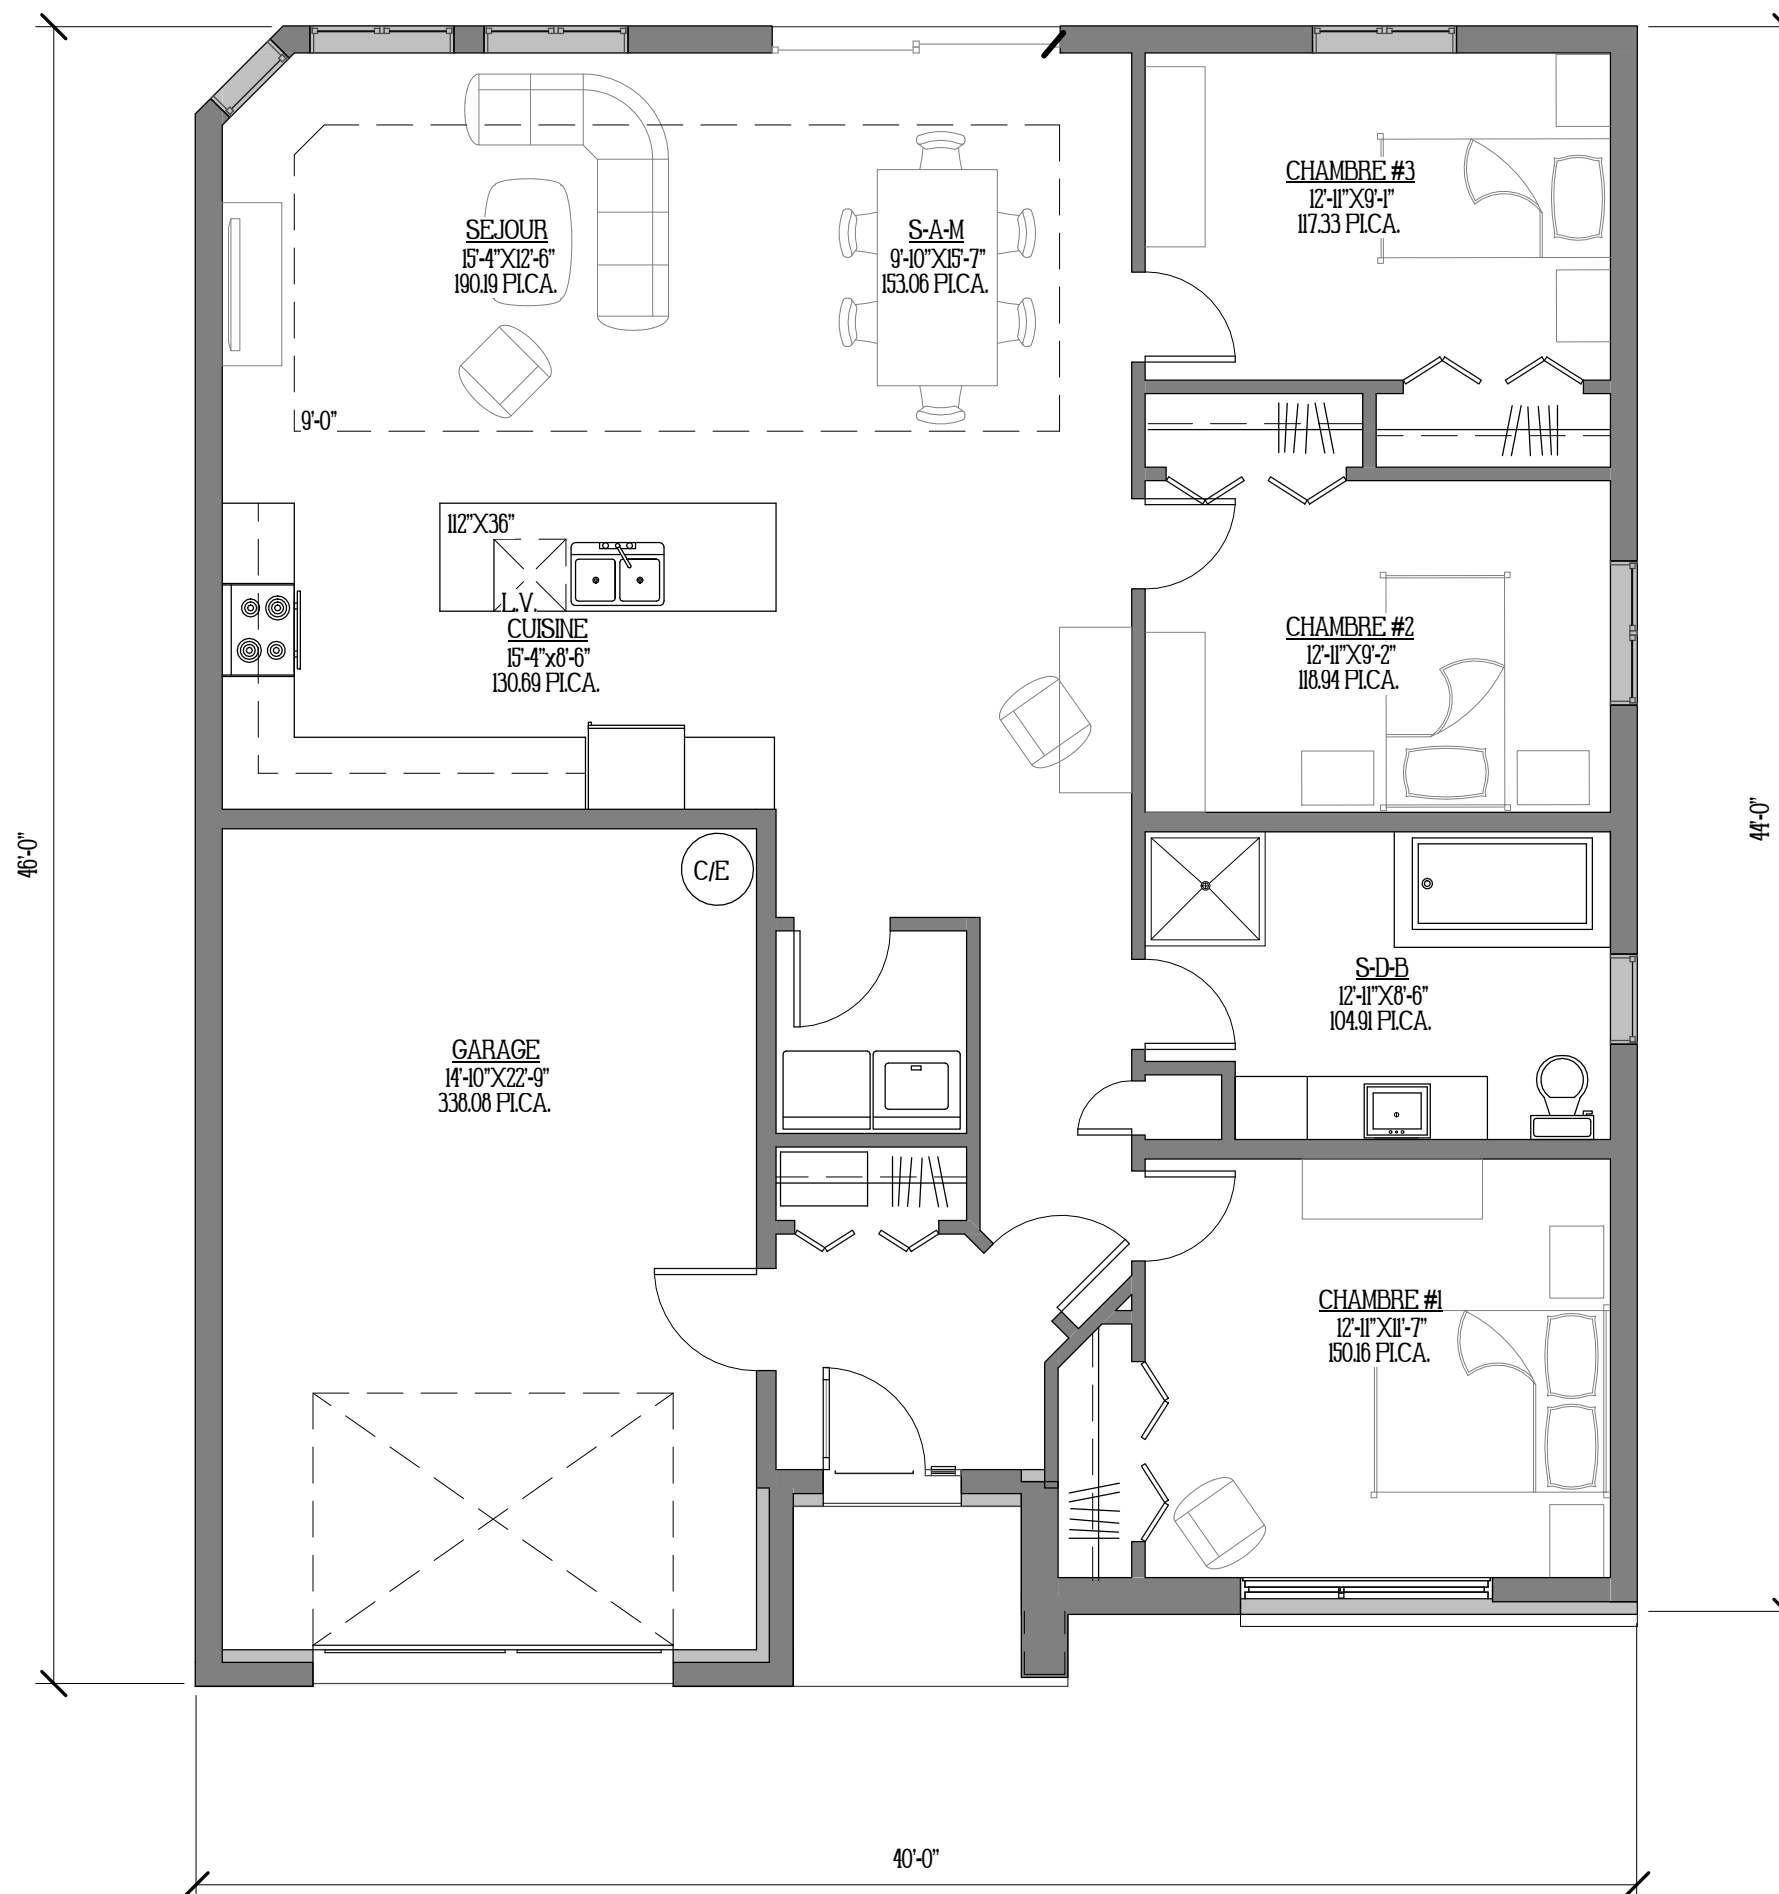 CHAMBRE #3
12'-11"X9'-1"
117.33 PI.CA.
SEJOUR
15'-4"X12'-6"
190.19 PI.CA.
S-A-M
9'-10"X15'-7"
153.06 PI.CA.
9'-0"
112"X36"
L.V.
CUISINE
15'-4"x8'-6"
130.69 PI.CA.
CHAMBRE #2
12'-11"X9'-2"
118.94 PI.CA.
46'-0"
44'-0"
C/E
S-D-B
12'-11"X8'-6"
104.91 PI.CA.
GARAGE
14'-10"X22'-9"
338.08 PI.CA.
CHAMBRE #1
12'-11"X11'-7"
150.16 PI.CA.
40'-0"